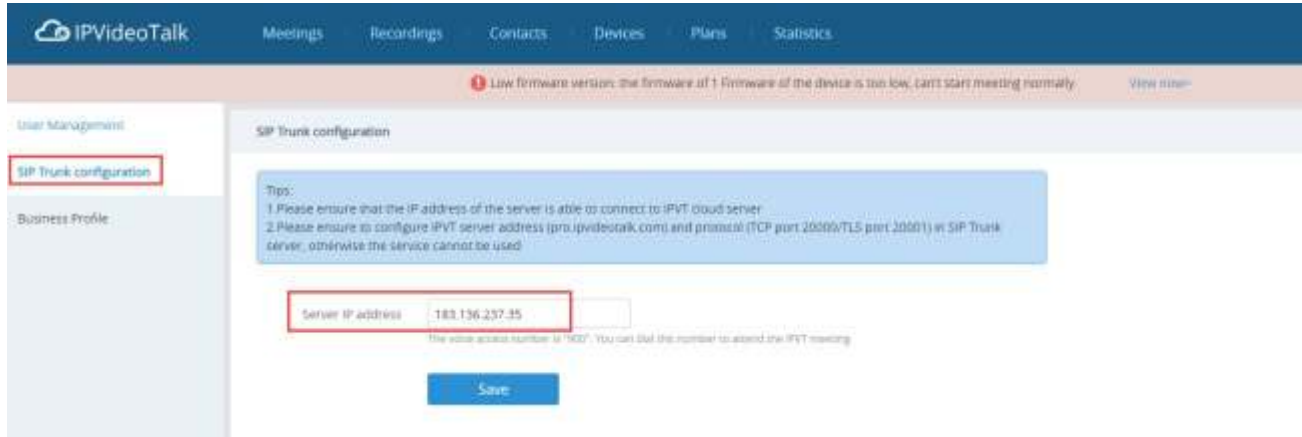 IPVideoTalk
Meetings Recordings Contacts Devices Plans Statistics
Low firmware version: the firmware of 1 Firmware of the device is too low, can't start meeting normally View now>
User Management
SIP Trunk configuration
SIP Trunk configuration
Business Profile
Tips:
1.Please ensure that the IP address of the server is able to connect to IPVT cloud server
2.Please ensure to configure IPVT server address (pro.ipvideotalk.com) and protocol (TCP port 20000/TLS port 20001) in SIP Trunk
server, otherwise the service cannot be used
Server IP address 183.136.237.35
The voice access number is "900". You can dial the number to attend the IPVT meeting
Save